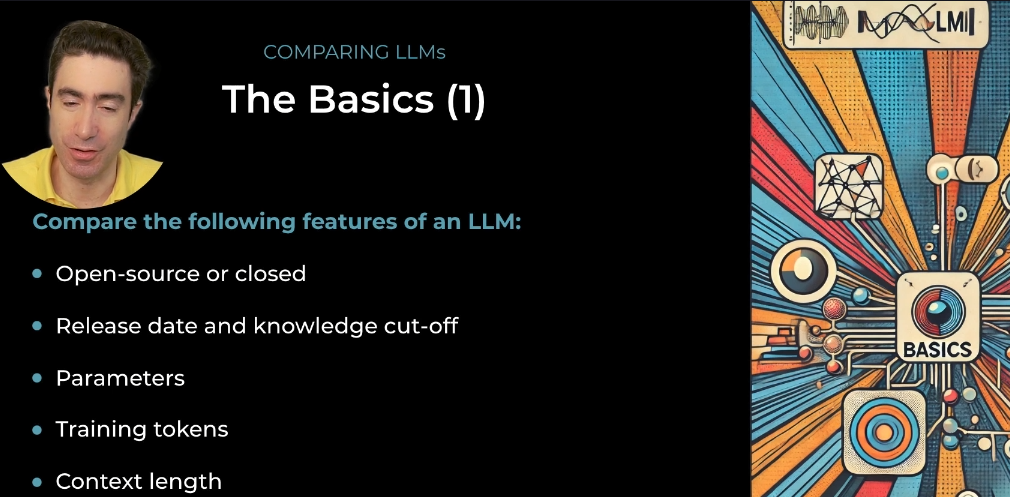 COMPARING LLMs
The Basics (1)
Compare the following features of an LLM:
Open-source or closed
Release date and knowledge cut-off
Parameters
Training tokens
Context length
LMI
BASICS